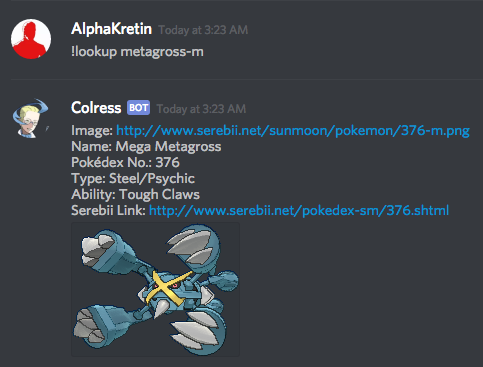 AlphaKretin Today at 3:23 AM
!lookup metagross-m
Colress BOT Today at 3:23 AM
Image: http://www.serebii.net/sunmoon/pokemon/376-m.png
Name: Mega Metagross
Pokédex No.: 376
Type: Steel/Psychic
Ability: Tough Claws
Serebii Link: http://www.serebii.net/pokedex-sm/376.shtml